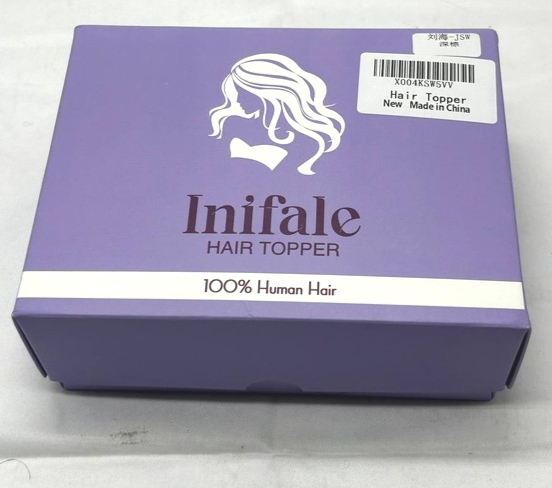 刘海-JSW
深棕
X004KSW5VV
Hair Topper
New Made in China
Inifale
HAIR TOPPER
100% Human Hair